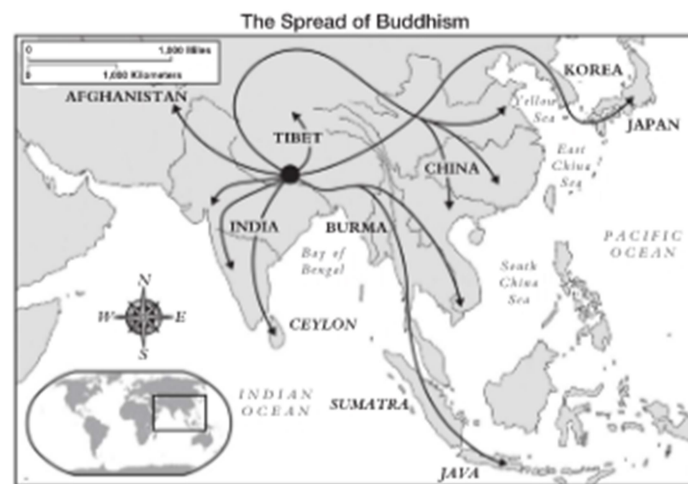 The Spread of Buddhism
0 1,000 Miles
0 1,000 Kilometers
AFGHANISTAN
KOREA
Yellow
Sea
JAPAN
TIBET
CHINA
East
China
Sea
INDIA
BURMA
PACIFIC
OCEAN
Bay of
Bengal
South
China
Sea
N
W E
S
CEYLON
INDIAN
OCEAN
SUMATRA
JAVA